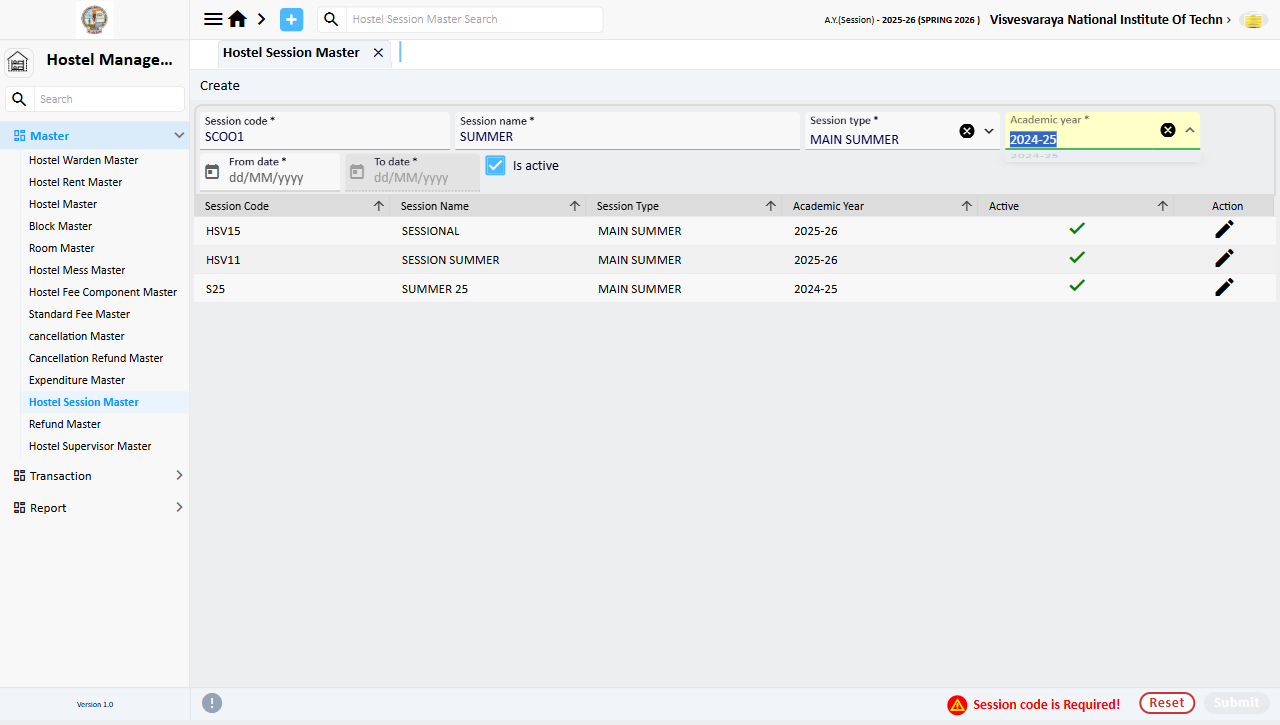 Hostel Session Master Search
A.Y.(Session) - 2025-26 (SPRING 2026 )
Visvesvaraya National Institute Of Techn
Hostel Manage...
Search
Master
Hostel Warden Master
Hostel Rent Master
Hostel Master
Block Master
Room Master
Hostel Mess Master
Hostel Fee Component Master
Standard Fee Master
cancellation Master
Cancellation Refund Master
Expenditure Master
Hostel Session Master
Refund Master
Hostel Supervisor Master
Transaction
Report
Version 1.0
Hostel Session Master
Create
Session code *
SCOO1
Session name *
SUMMER
Session type *
MAIN SUMMER
Academic year *
2024-25
2024-25
From date *
dd/MM/yyyy
To date *
dd/MM/yyyy
Is active
Session Code Session Name Session Type Academic Year Active Action
HSV15 SESSIONAL MAIN SUMMER 2025-26
HSV11 SESSION SUMMER MAIN SUMMER 2025-26
S25 SUMMER 25 MAIN SUMMER 2024-25
Session code is Required!
Reset
Submit